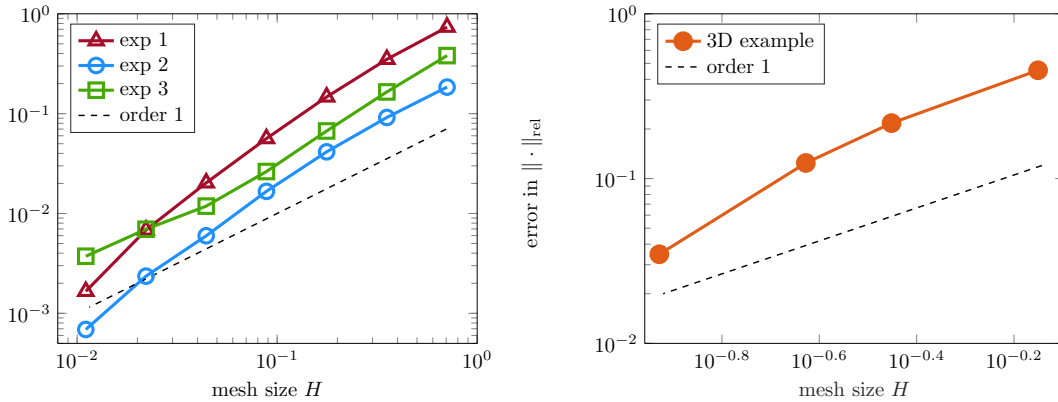 10^0
10^{-1}
10^{-2}
10^{-3}
10^{-2}
10^{-1}
10^0
mesh size H
exp 1
exp 2
exp 3
order 1
10^0
10^{-1}
10^{-2}
10^{-0.8}
10^{-0.6}
10^{-0.4}
10^{-0.2}
mesh size H
error in ∥ · ∥_{rel}
3D example
order 1